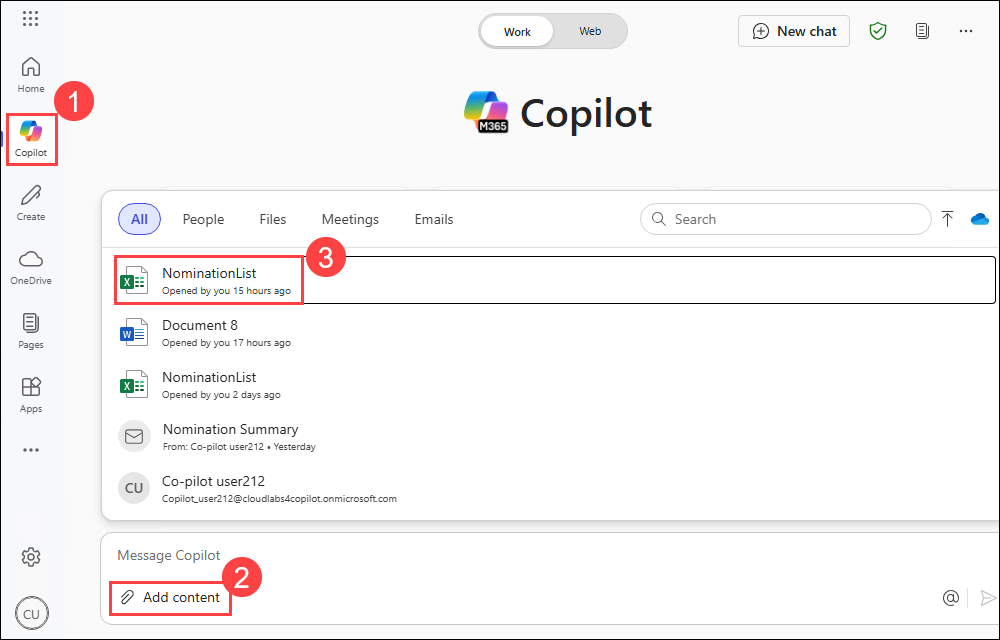 Work
Web
New chat
Home
1
Copilot
M365
Copilot
Create
OneDrive
Pages
Apps
All
People
Files
Meetings
Emails
Search
3
NominationList
Opened by you 15 hours ago
Document 8
Opened by you 17 hours ago
NominationList
Opened by you 2 days ago
Nomination Summary
From: Co-pilot user212 • Yesterday
CU
Co-pilot user212
Copilot_user212@cloudlabs4copilot.onmicrosoft.com
Message Copilot
2
Add content
@
CU